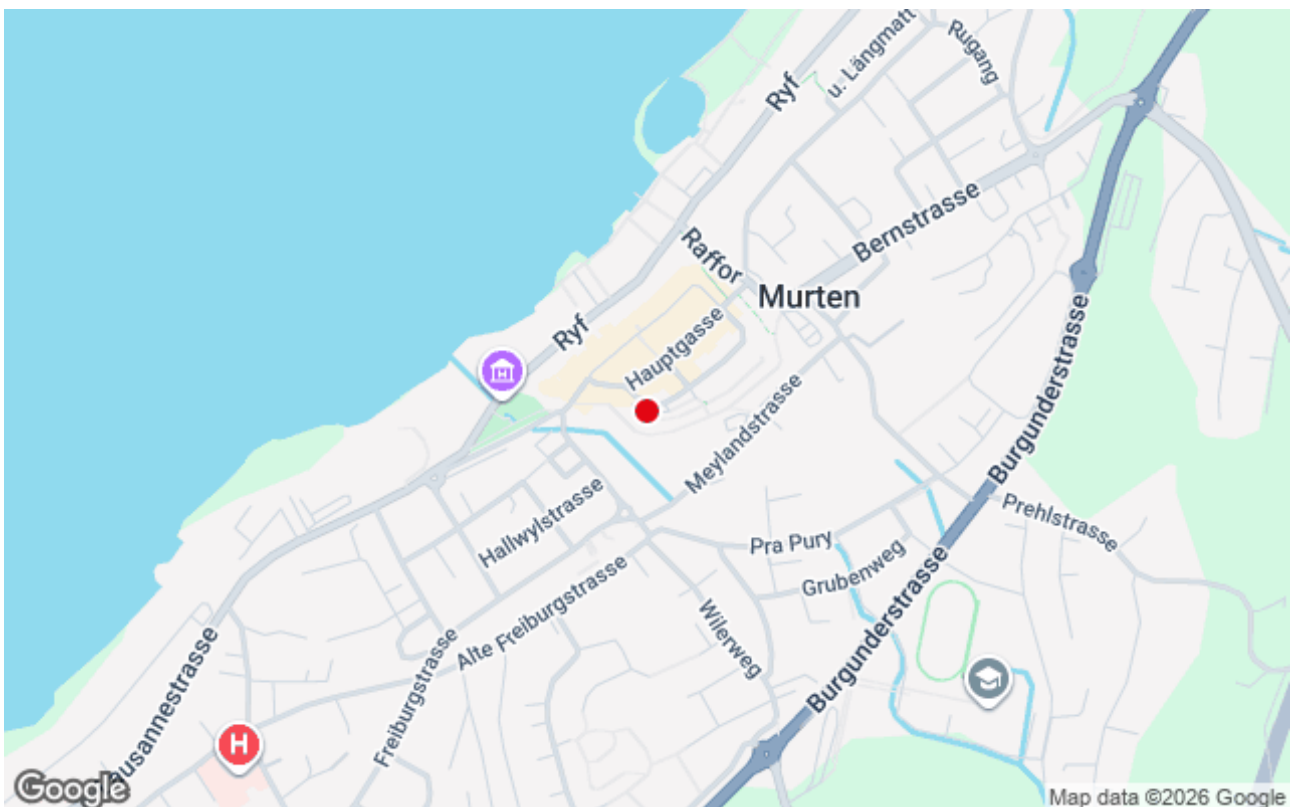 Ryf
u. Längmatt
Rugang
Bernstrasse
Raffor
Murten
Ryf
Hauptgasse
Meylandstrasse
Burgunderstrasse
Hallwylstrasse
Prehlstrasse
Pra Pury
Grubenweg
Alte Freiburgstrasse
Wilerweg
Burgunderstrasse
Freiburgstrasse
Lausannestrasse
H
Google
Map data ©2026 Google